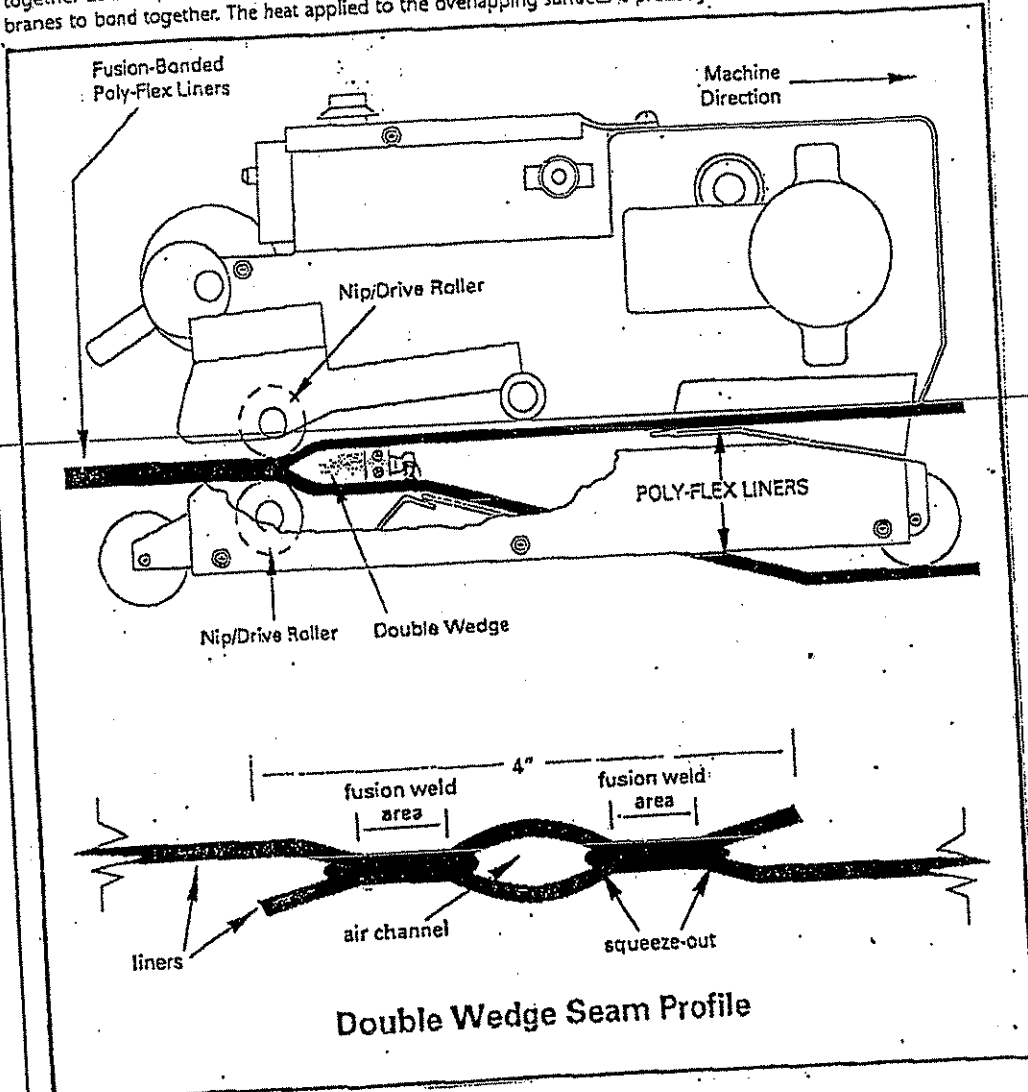 branes to bond together. The heat applied to the overlapping
Fusion-Bonded
Poly-Flex Liners
Machine
Direction
Nip/Drive Roller
POLY-FLEX LINERS
Nip/Drive Roller
Double Wedge
4"
fusion weld
area
fusion weld
area
air channel
squeeze-out
liners
Double Wedge Seam Profile